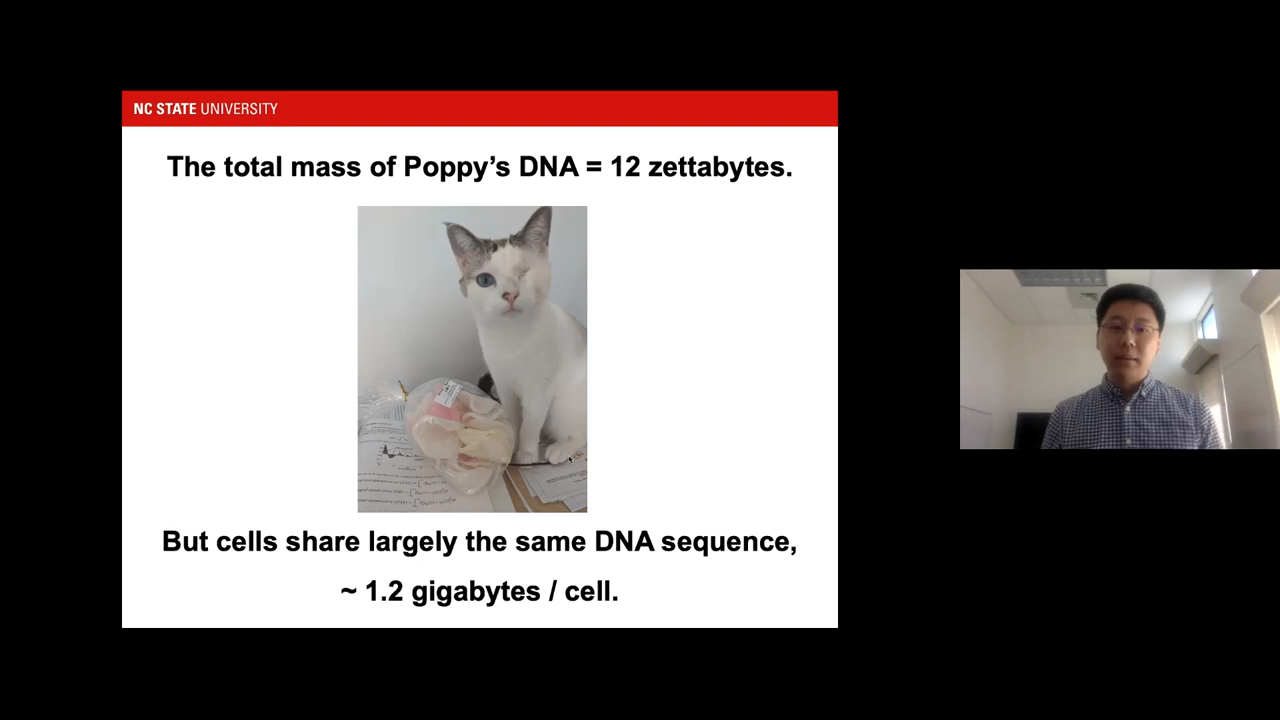 NC STATE UNIVERSITY
The total mass of Poppy’s DNA = 12 zettabytes.
But cells share largely the same DNA sequence,
~ 1.2 gigabytes / cell.